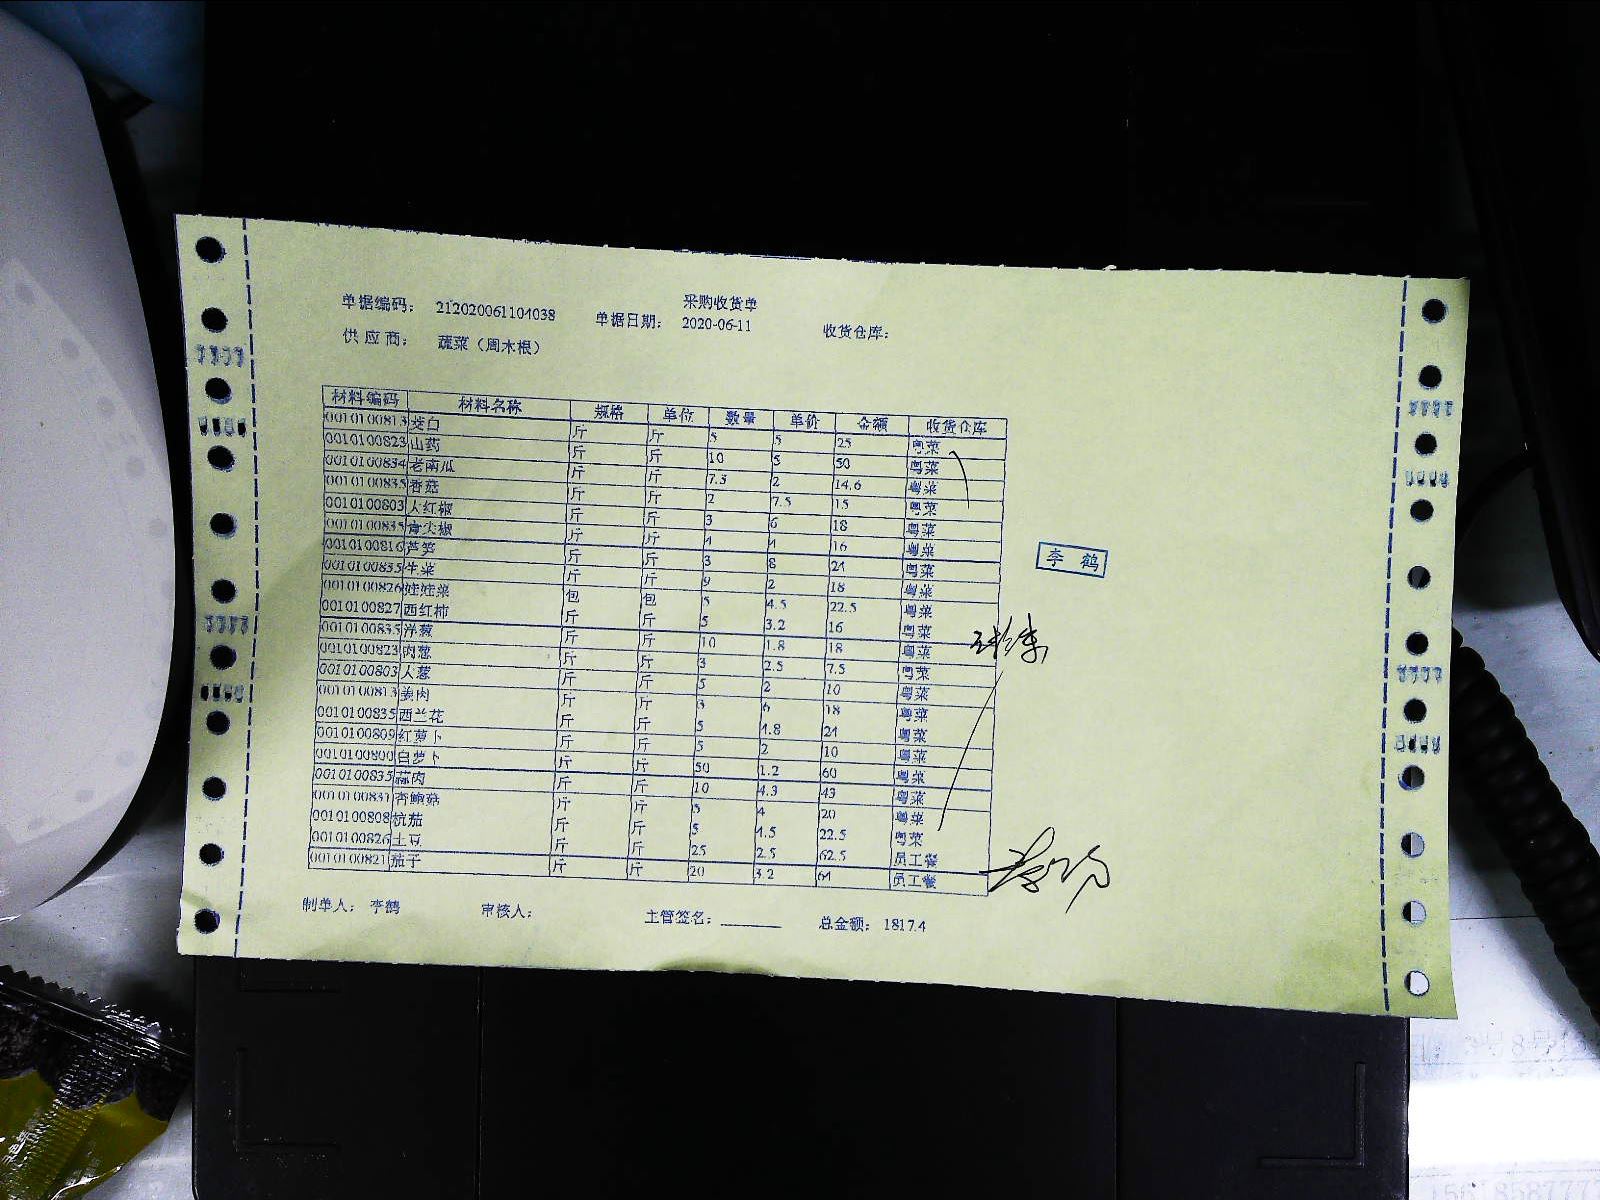 采购收货单
单据编码： 212020061104038 单据日期： 2020-06-11 收货仓库：
供 应 商： 蔬菜（周木根）
材料编码 材料名称 规格 单位 数量 单价 金额 收货仓库
0010100813 茭白 斤 斤 5 5 25 粤菜
0010100823 山药 斤 斤 10 5 50 粤菜
0010100834 老南瓜 斤 斤 7.3 2 14.6 粤菜
0010100835 香菇 斤 斤 2 7.5 15 粤菜
0010100803 大红椒 斤 斤 3 6 18 粤菜
0010100835 青尖椒 斤 斤 4 4 16 粤菜
0010100816 芦笋 斤 斤 3 8 24 粤菜
0010100835 生菜 斤 斤 9 2 18 粤菜
0010100826 娃娃菜 包 包 5 4.5 22.5 粤菜
0010100827 西红柿 斤 斤 5 3.2 16 粤菜
0010100835 洋葱 斤 斤 10 1.8 18 粤菜
0010100823 肉葱 斤 斤 3 2.5 7.5 粤菜
0010100803 大葱 斤 斤 5 2 10 粤菜
0010100813 姜肉 斤 斤 3 6 18 粤菜
0010100835 西兰花 斤 斤 5 4.8 24 粤菜
0010100809 红萝卜 斤 斤 5 2 10 粤菜
0010100800 白萝卜 斤 斤 50 1.2 60 粤菜
0010100835 蒜肉 斤 斤 10 4.3 43 粤菜
0010100831 杏鲍菇 斤 斤 5 4 20 粤菜
0010100808 杭茄 斤 斤 5 4.5 22.5 粤菜
0010100826 土豆 斤 斤 25 2.5 62.5 员工餐
0010100821 茄子 斤 斤 20 3.2 64 员工餐
李 鹤
制单人： 李鹤 审核人： 主管签名： 总金额： 1817.4